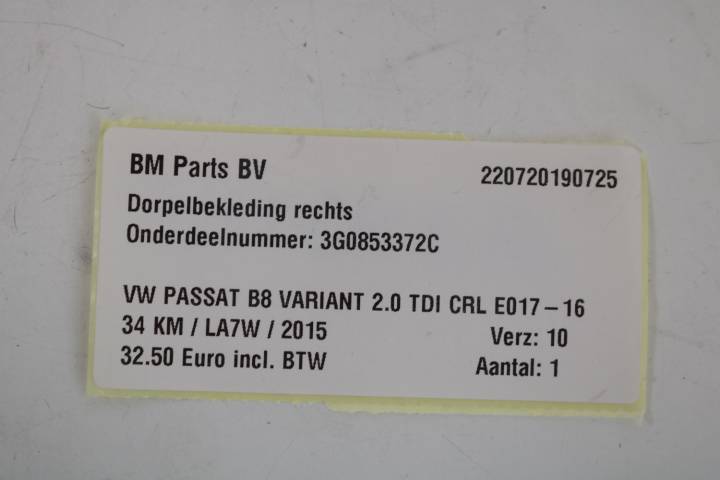 BM Parts BV 220720190725
Dorpelbekleding rechts
Onderdeelnummer: 3G0853372C
VW PASSAT B8 VARIANT 2.0 TDI CRL E017-16
34 KM / LA7W / 2015 Verz: 10
32.50 Euro incl. BTW Aantal: 1